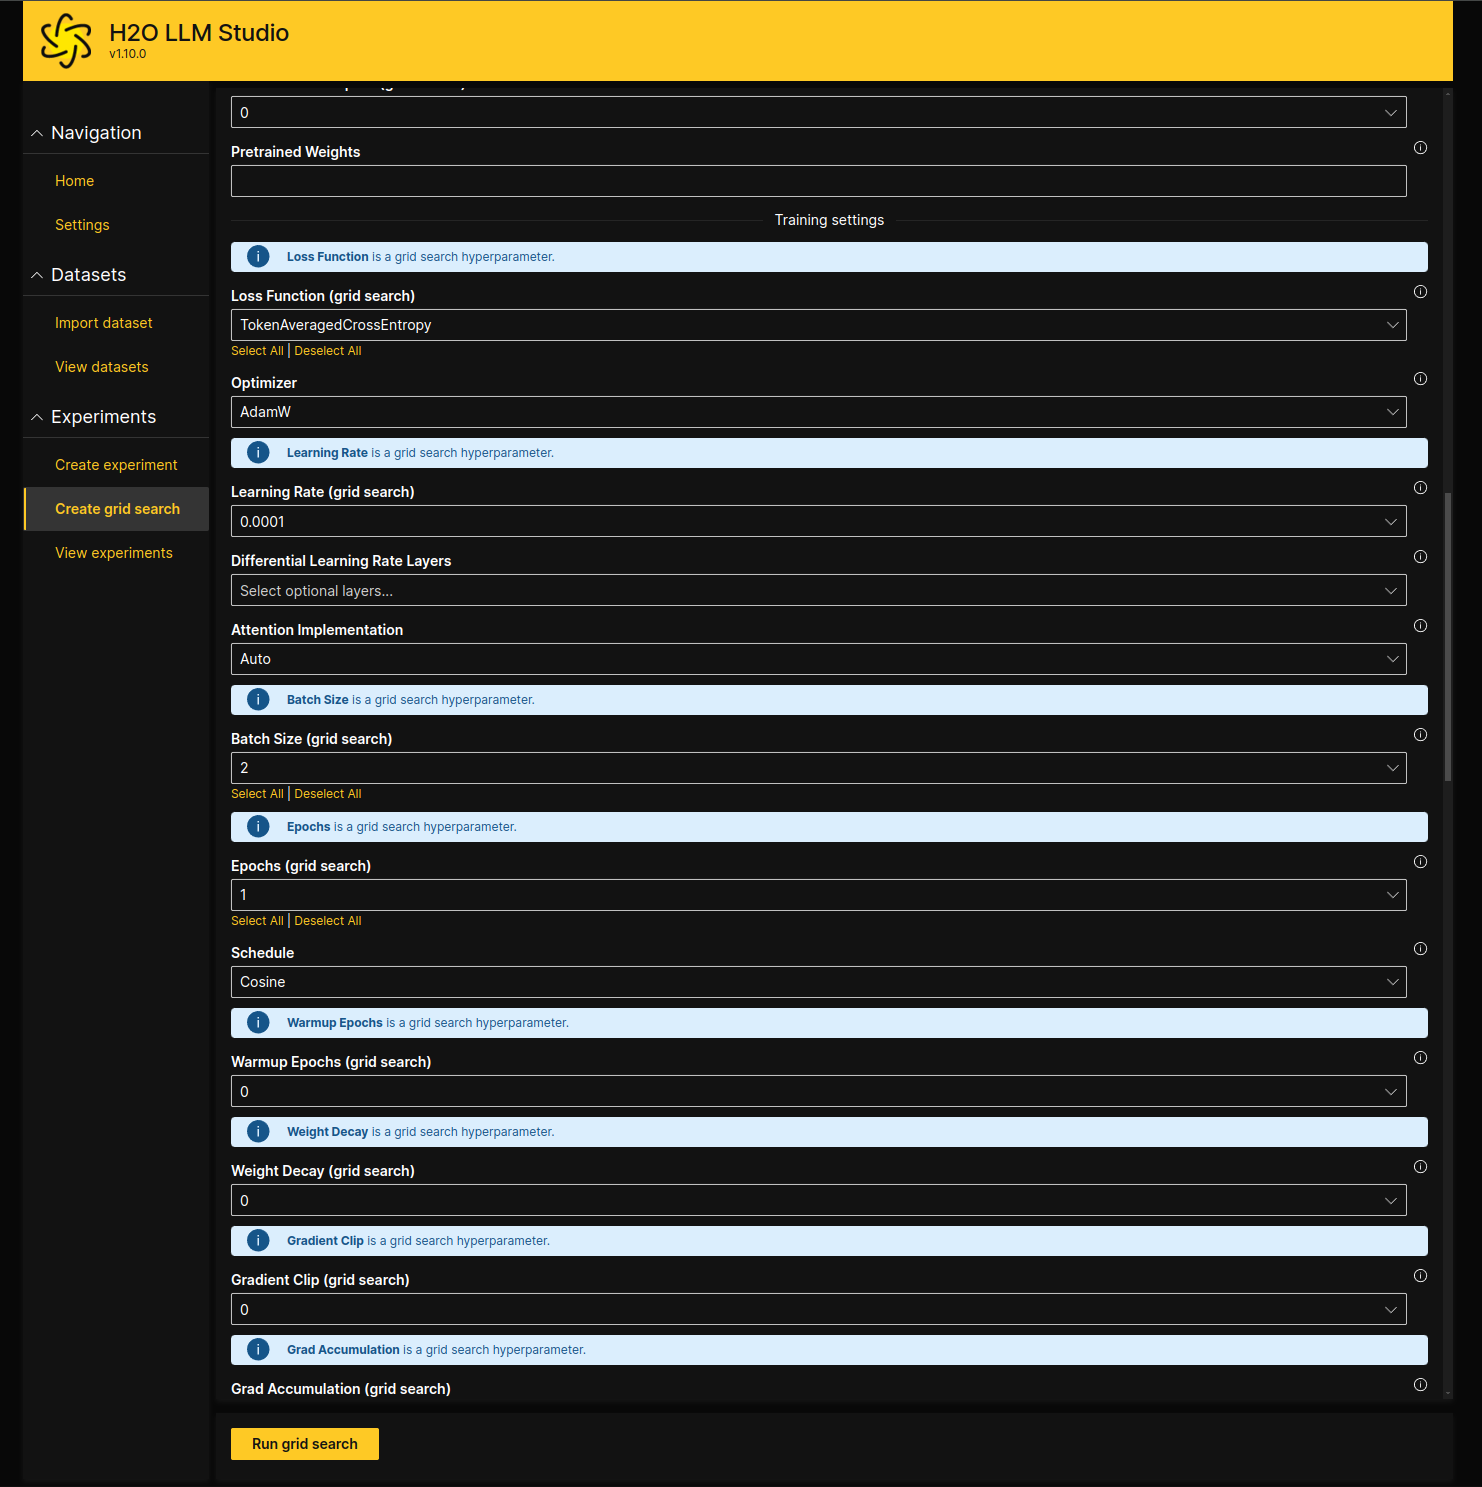 H2O LLM Studio
v1.10.0
Navigation
Home
Settings
Datasets
Import dataset
View datasets
Experiments
Create experiment
Create grid search
View experiments
0
Pretrained Weights
Training settings
Loss Function is a grid search hyperparameter.
Loss Function (grid search)
TokenAveragedCrossEntropy
Select All | Deselect All
Optimizer
AdamW
Learning Rate is a grid search hyperparameter.
Learning Rate (grid search)
0.0001
Differential Learning Rate Layers
Select optional layers...
Attention Implementation
Auto
Batch Size is a grid search hyperparameter.
Batch Size (grid search)
2
Select All | Deselect All
Epochs is a grid search hyperparameter.
Epochs (grid search)
1
Select All | Deselect All
Schedule
Cosine
Warmup Epochs is a grid search hyperparameter.
Warmup Epochs (grid search)
0
Weight Decay is a grid search hyperparameter.
Weight Decay (grid search)
0
Gradient Clip is a grid search hyperparameter.
Gradient Clip (grid search)
0
Grad Accumulation is a grid search hyperparameter.
Grad Accumulation (grid search)
Run grid search